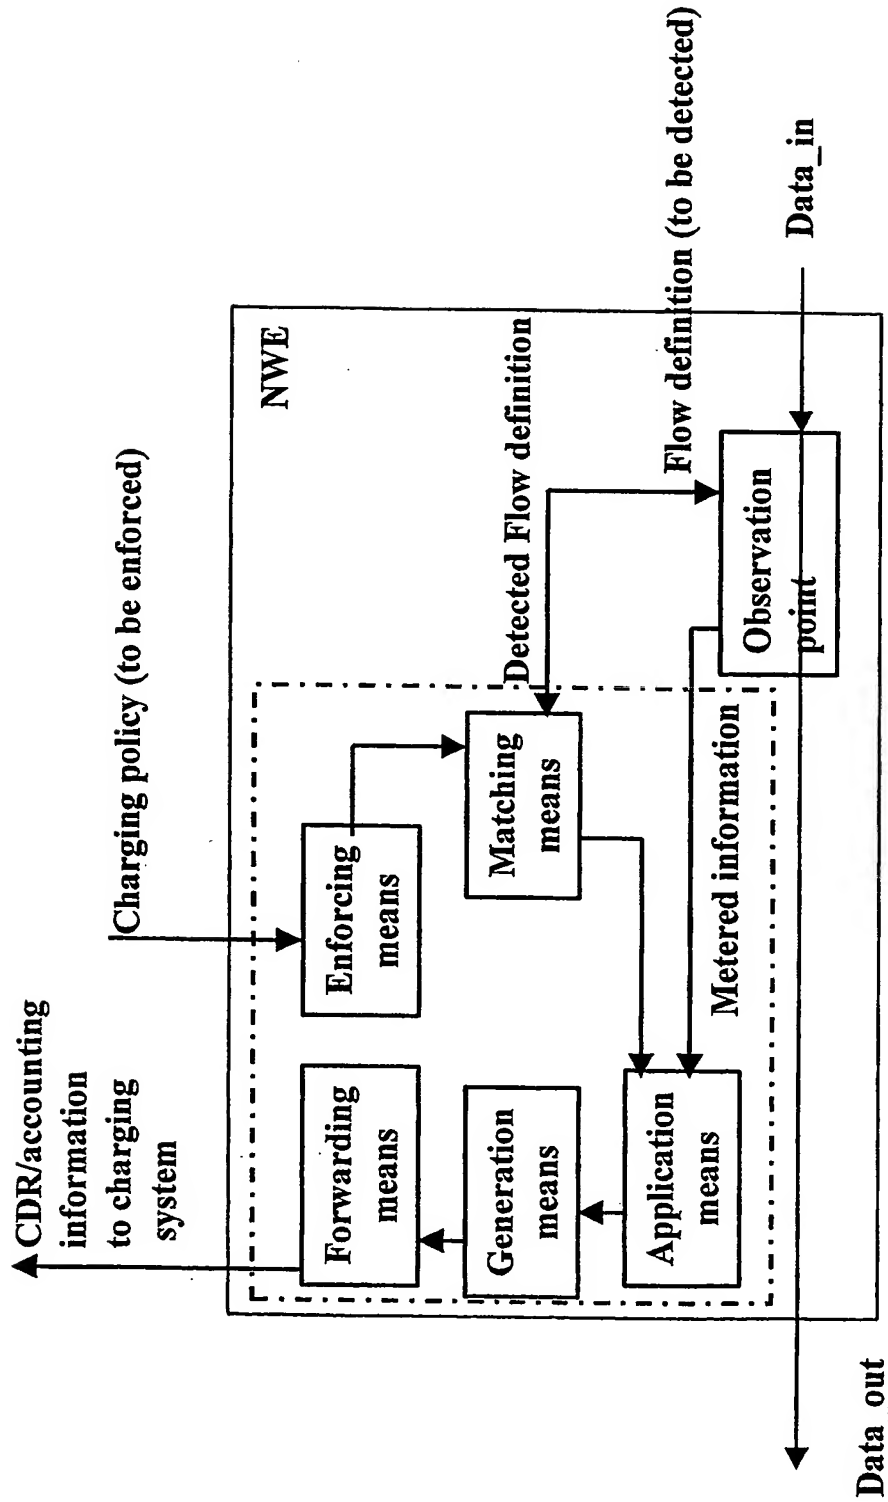 CDR/accounting
information
to charging
system
Charging policy (to be enforced)
NWE
Forwarding
means
Enforcing
means
Generation
means
Matching
means
Detected Flow definition
Application
means
Metered information
Flow definition (to be detected)
Observation
point
Data_in
Data out